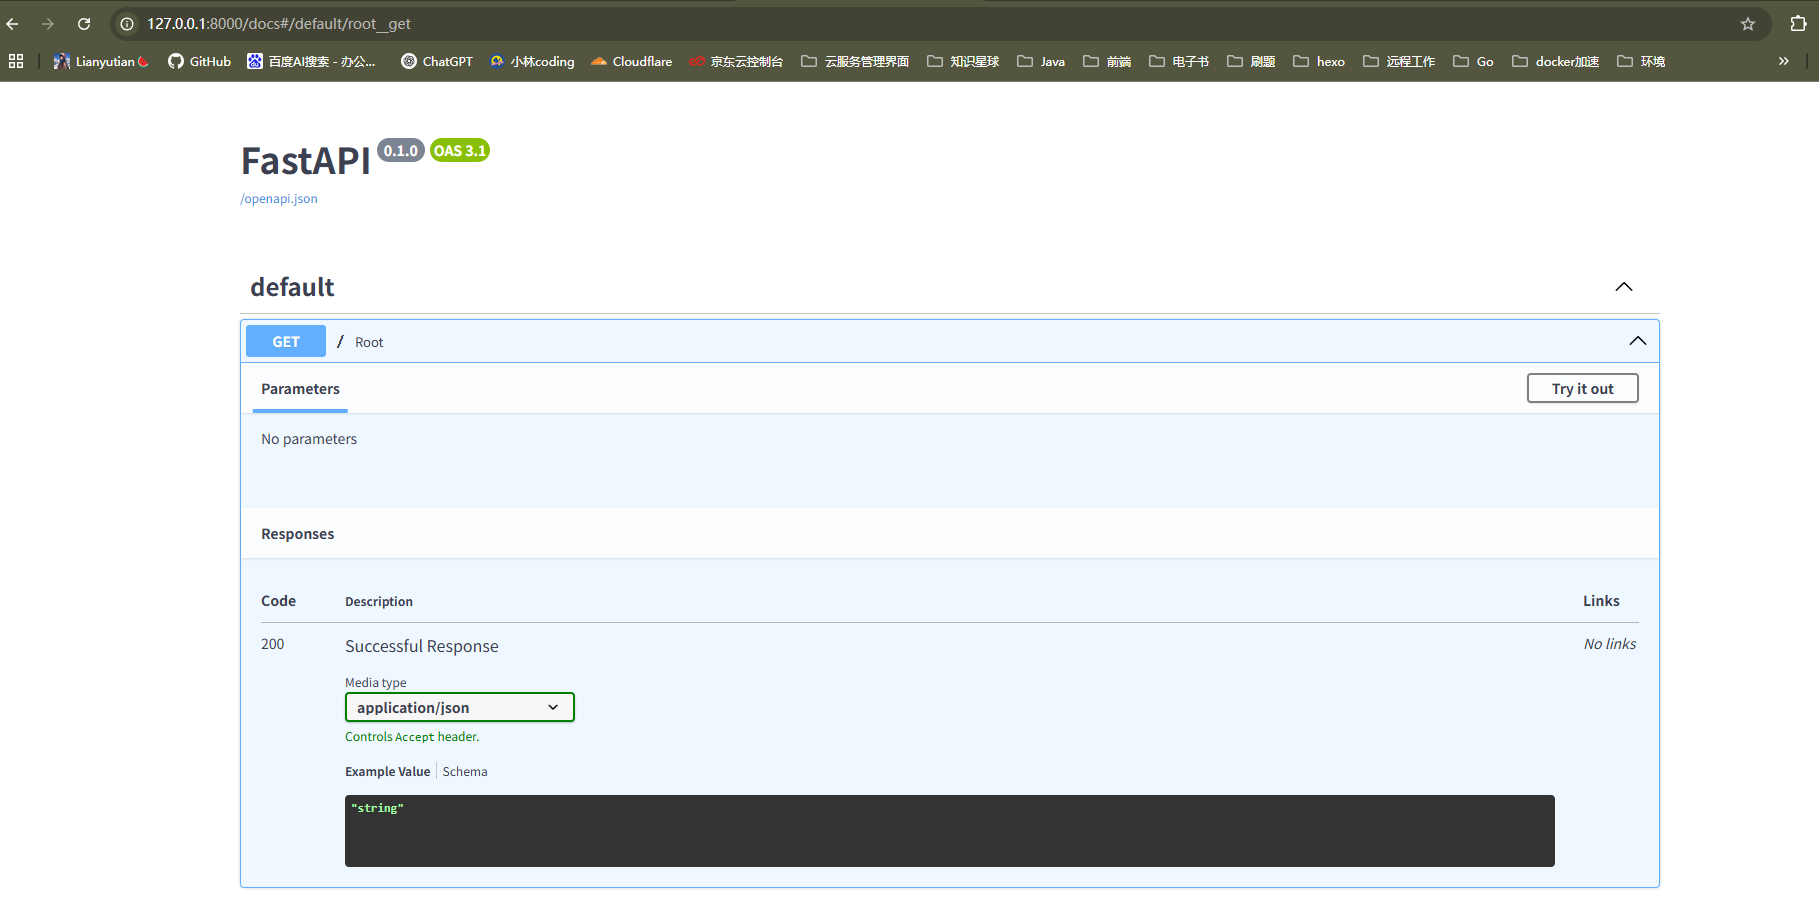 127.0.0.1:8000/docs#/default/root__get
Lianyutian GitHub 百度AI搜索 - 办公... ChatGPT 小林coding Cloudflare 京东云控制台 云服务管理界面 知识星球 Java 前端 电子书 刷题 hexo 远程工作 Go docker加速 环境
FastAPI 0.1.0 OAS 3.1
/openapi.json
default
GET / Root
Parameters Try it out
No parameters
Responses
Code Description Links
200 Successful Response No links
Media type
application/json
Controls Accept header.
Example Value Schema
"string"